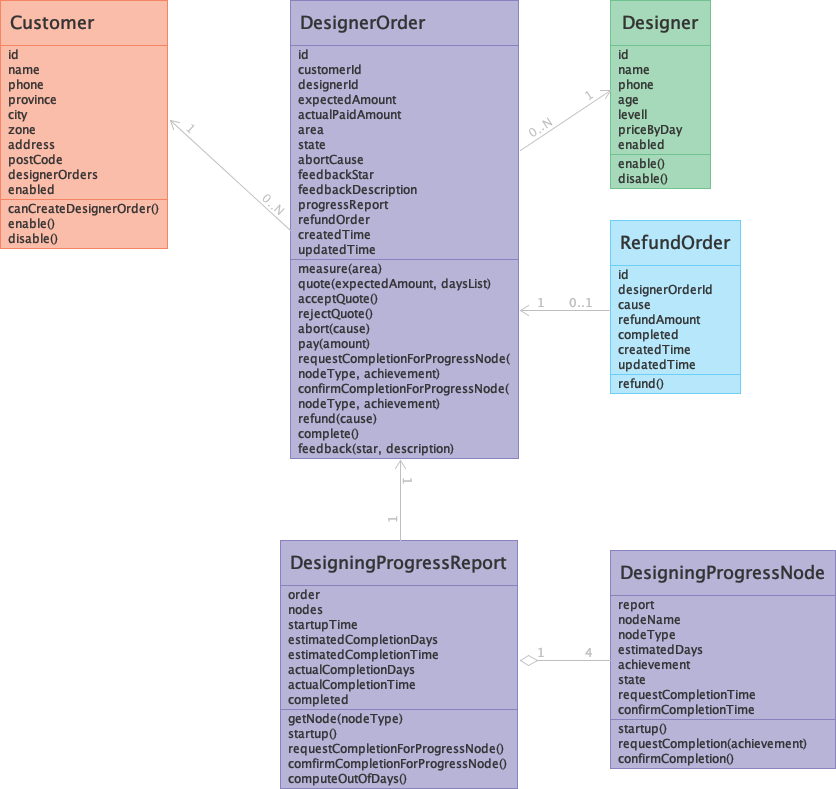 Customer
id
name
phone
province
city
zone
address
postCode
designerOrders
enabled
canCreateDesignerOrder()
enable()
disable()
DesignerOrder
id
customerId
designerId
expectedAmount
actualPaidAmount
area
state
abortCause
feedbackStar
feedbackDescription
progressReport
refundOrder
createdTime
updatedTime
measure(area)
quote(expectedAmount, daysList)
acceptQuote()
rejectQuote()
abort(cause)
pay(amount)
requestCompletionForProgressNode(
nodeType, achievement)
confirmCompletionForProgressNode(
nodeType, achievement)
refund(cause)
complete()
feedback(star, description)
Designer
id
name
phone
age
levell
priceByDay
enabled
enable()
disable()
RefundOrder
id
designerOrderId
cause
refundAmount
completed
createdTime
updatedTime
refund()
1
0..N
0..N
1
1
0..1
1
1
DesigningProgressReport
order
nodes
startupTime
estimatedCompletionDays
estimatedCompletionTime
actualCompletionDays
actualCompletionTime
completed
getNode(nodeType)
startup()
requestCompletionForProgressNode()
comfirmCompletionForProgressNode()
computeOutOfDays()
1
4
DesigningProgressNode
report
nodeName
nodeType
estimatedDays
achievement
state
requestCompletionTime
confirmCompletionTime
startup()
requestCompletion(achievement)
confirmCompletion()